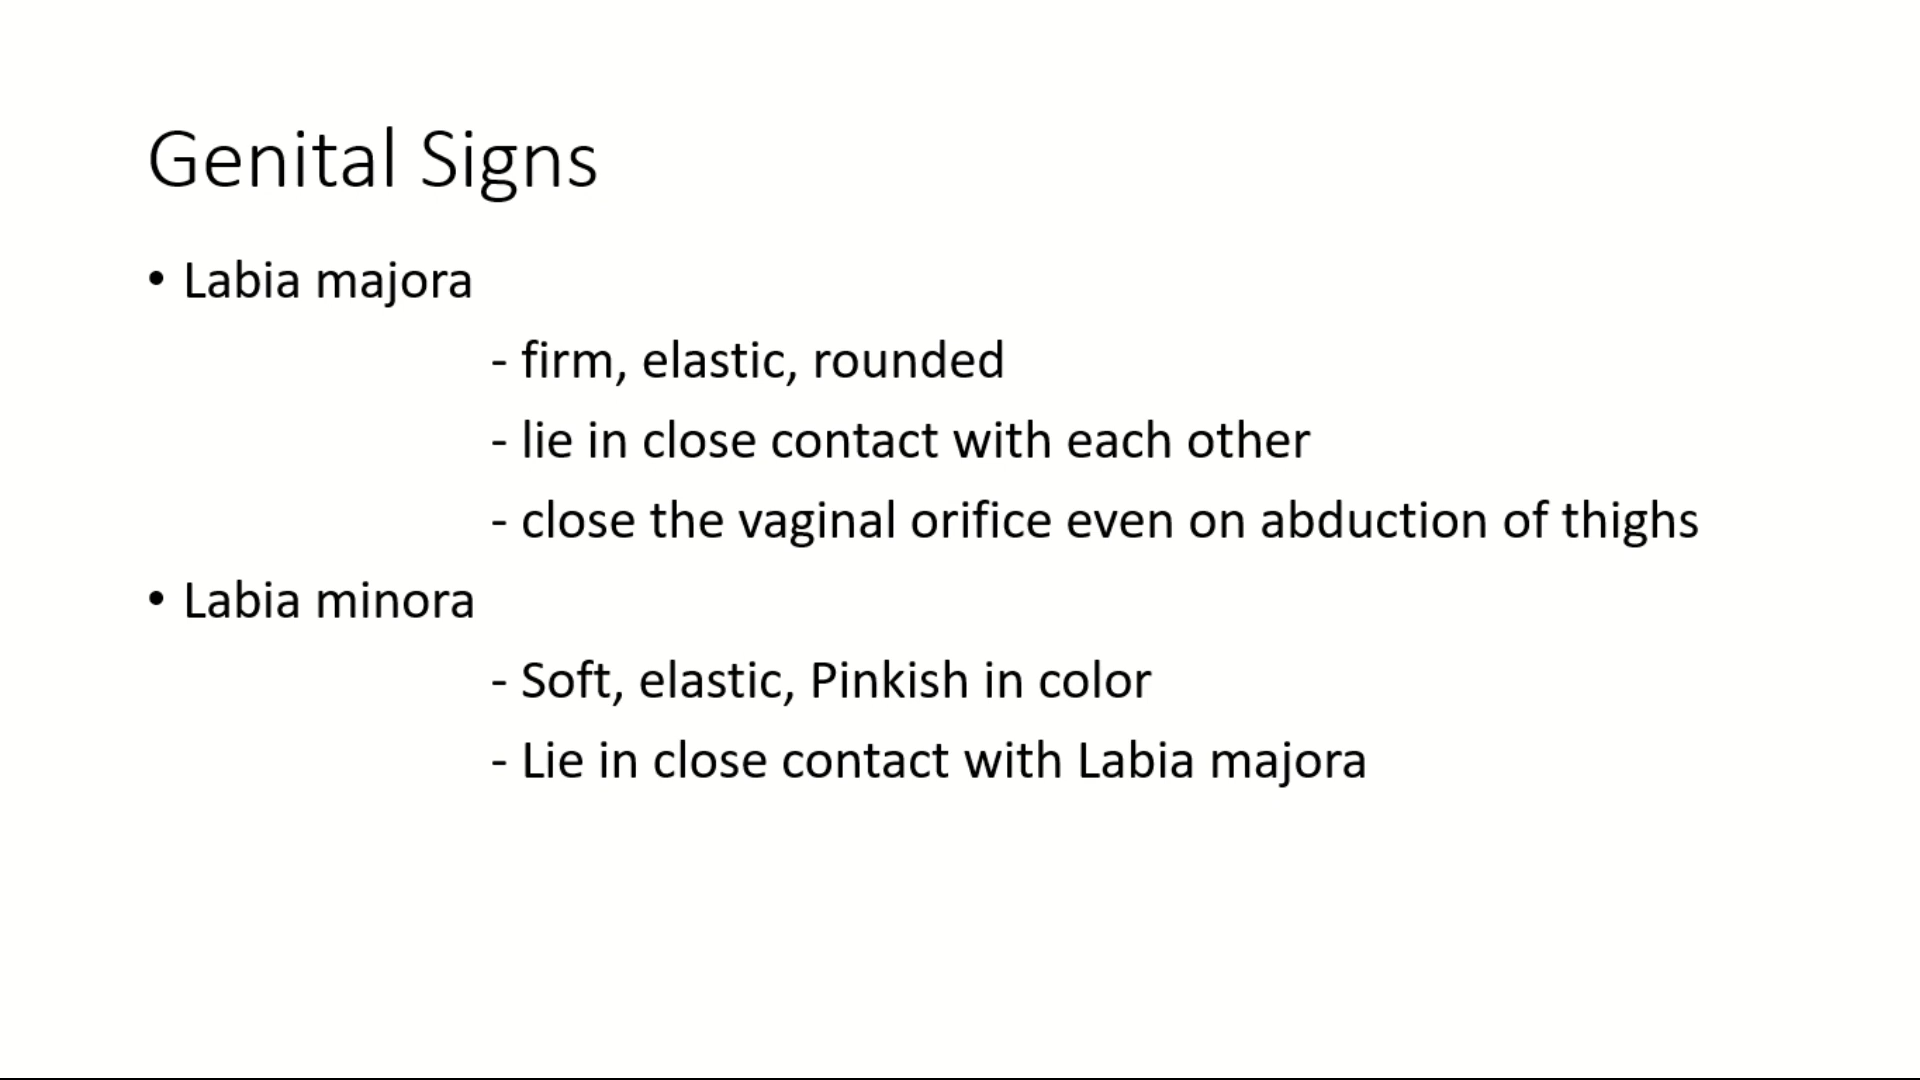 Genital Signs
• Labia majora
- firm, elastic, rounded
- lie in close contact with each other
- close the vaginal orifice even on abduction of thighs
• Labia minora
- Soft, elastic, Pinkish in color
- Lie in close contact with Labia majora